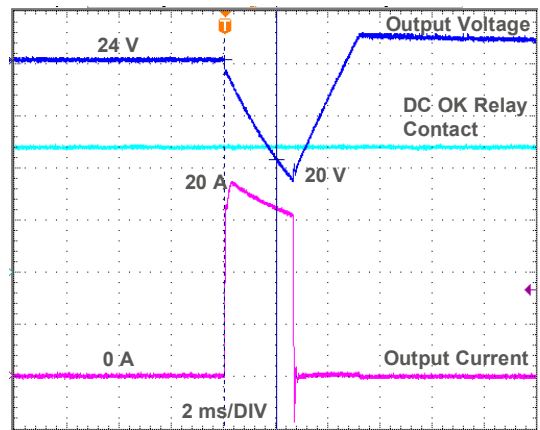 T
Output Voltage
24 V
DC OK Relay
Contact
20 A
20 V
0 A
Output Current
2 ms/DIV